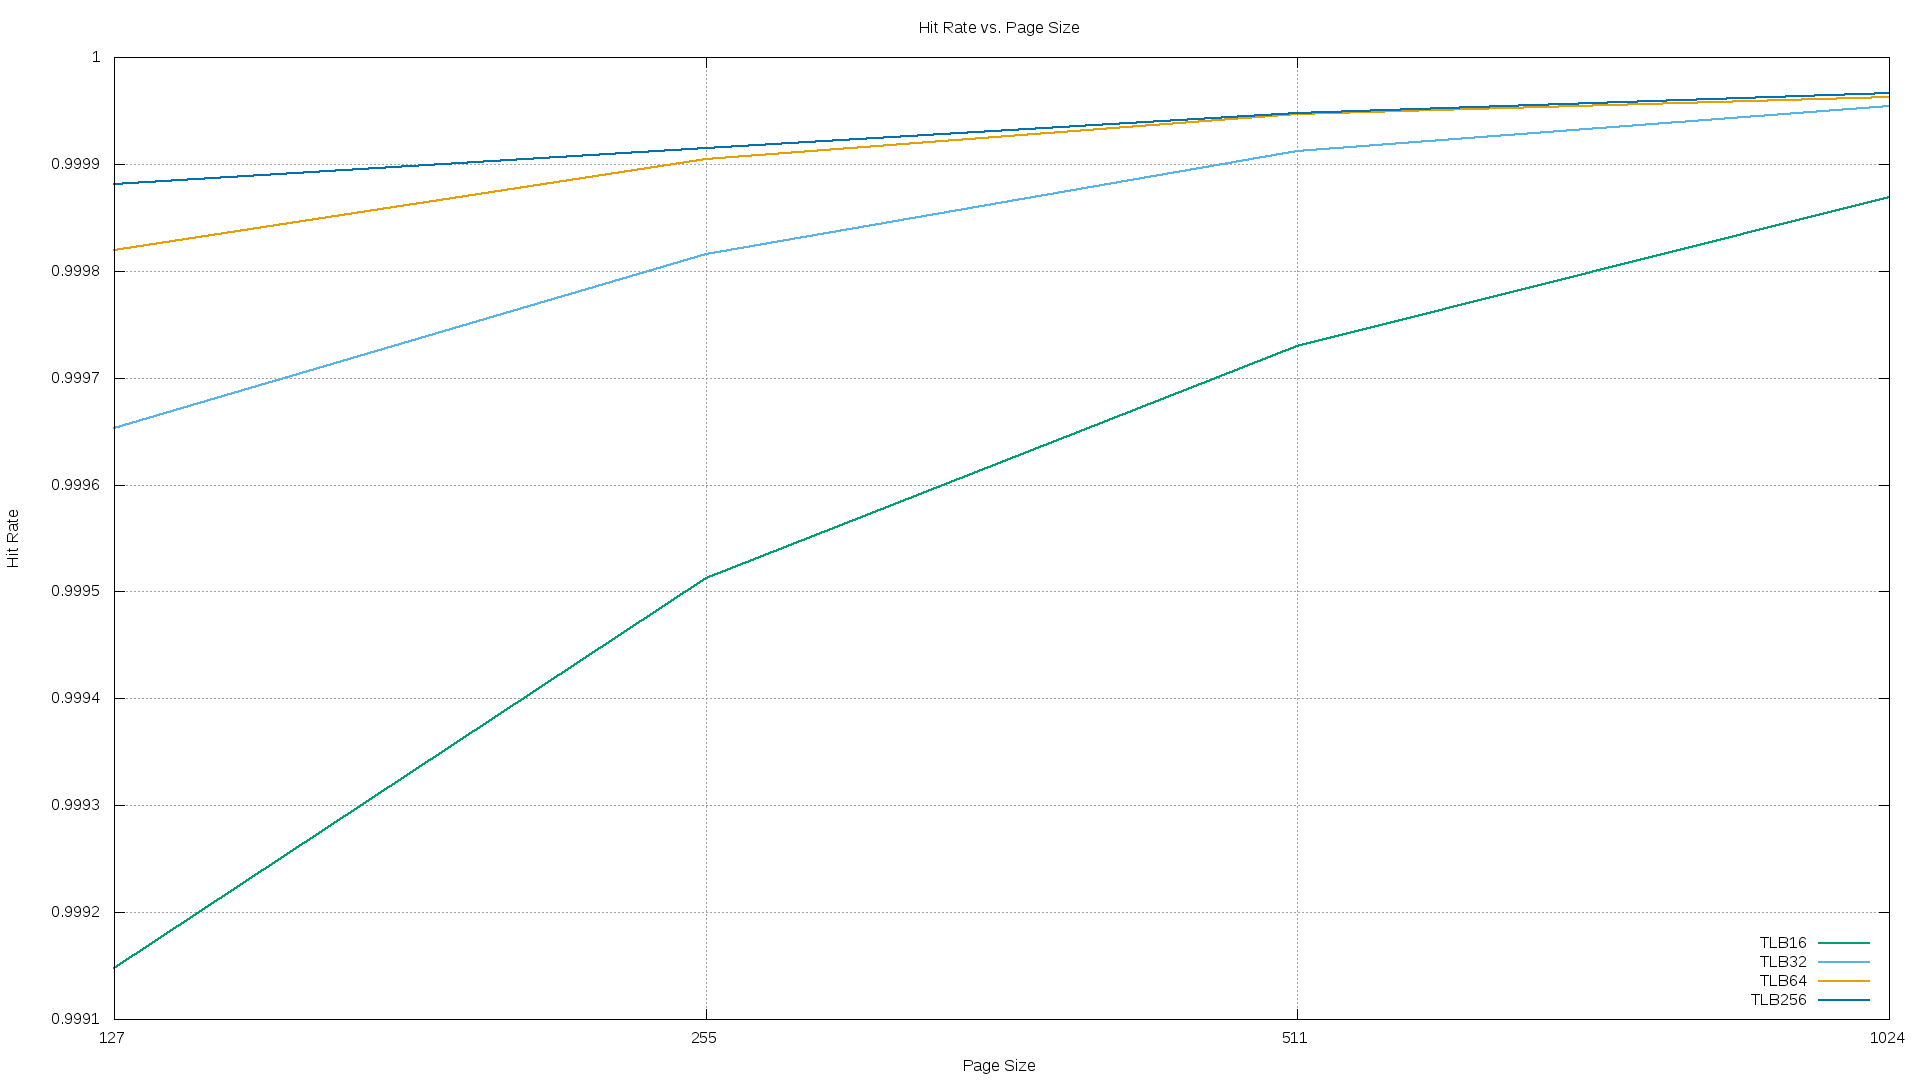 Hit Rate vs. Page Size
1
0.9999
0.9998
0.9997
0.9996
0.9995
0.9994
0.9993
0.9992
0.9991
Hit Rate
127 255 511 1024
Page Size
TLB16
TLB32
TLB64
TLB256